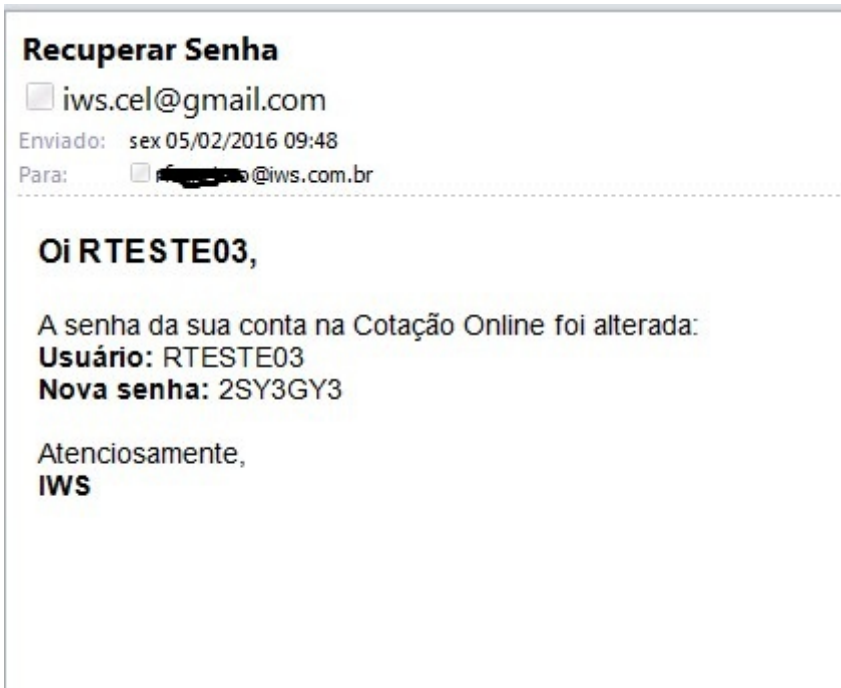 Recuperar Senha
iws.cel@gmail.com
Enviado: sex 05/02/2016 09:48
Para: @iws.com.br
Oi RTESTE03,
A senha da sua conta na Cotação Online foi alterada:
Usuário: RTESTE03
Nova senha: 2SY3GY3
Atenciosamente,
IWS